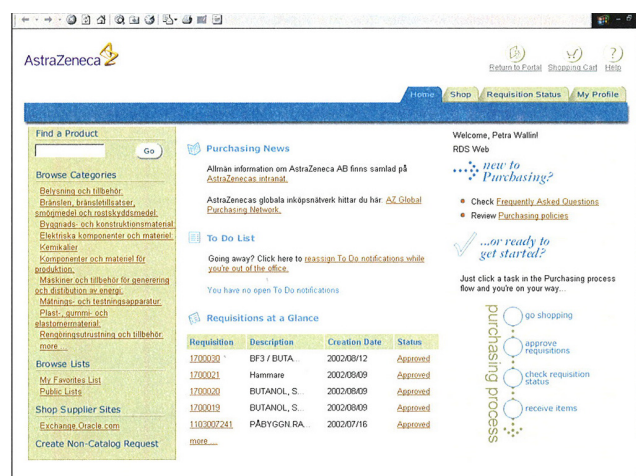 AstraZeneca
Return to Portal Shopping Cart Help
Home Shop Requisition Status My Profile
Find a Product
Go
Browse Categories
Belysning och tillbehör.
Bränslen, bränsletillsatser,
smörjmedel och rostskyddsmedel.
Byggnads- och konstruktionsmaterial
Elektriska komponenter och materiel:
Kemikalier
Komponenter och materiel för
produktion:
Maskiner och tillbehör för generering
och distibution av energi:
Mätnings- och testningsapparatur:
Plast-, gummi- och
elastomermaterial:
Rengöringsutrustning och tillbehör.
more ...
Browse Lists
My Favorites List
Public Lists
Shop Supplier Sites
Exchange.Oracle.com
Create Non-Catalog Request
Purchasing News
Allmän information om AstraZeneca AB finns samlad på
AstraZenecas intranät.
AstraZenecas globala inköpsnätverk hittar du här. AZ Global
Purchasing Network.
To Do List
Going away? Click here to reassign To Do notifications while
you're out of the office.
You have no open To Do notifications
Requisitions at a Glance
Requisition Description Creation Date Status
1700030 BF3 / BUTA... 2002/08/12 Approved
1700021 Hammare 2002/08/09 Approved
1700020 BUTANOL, S... 2002/08/09 Approved
1700019 BUTANOL, S... 2002/08/09 Approved
1103007241 PÅBYGGN.RA... 2002/07/16 Approved
more ...
Welcome, Petra Wallin!
RDS Web
new to
Purchasing?
Check Frequently Asked Questions
Review Purchasing policies
...or ready to
get started?
Just click a task in the Purchasing process
flow and you're on your way...
purchasing process
go shopping
approve
requisitions
check requisition
status
receive items